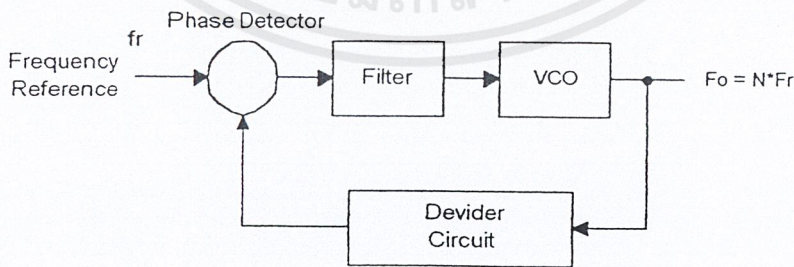 Phase Detector
fr
Frequency
Reference
Filter
VCO
Fo = N*Fr
Devider
Circuit